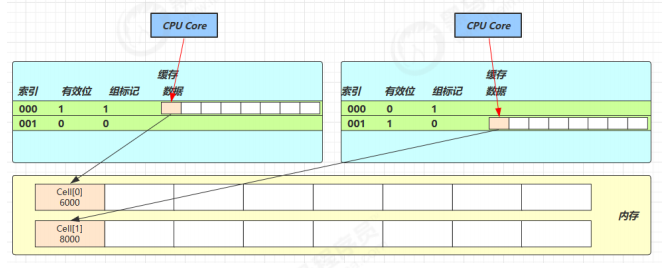 CPU Core
CPU Core
缓存
索引 有效位 组标记 数据
000 1 1
001 0 0
缓存
索引 有效位 组标记 数据
000 0 1
001 1 0
Cell[0]
6000
Cell[1]
8000
内存